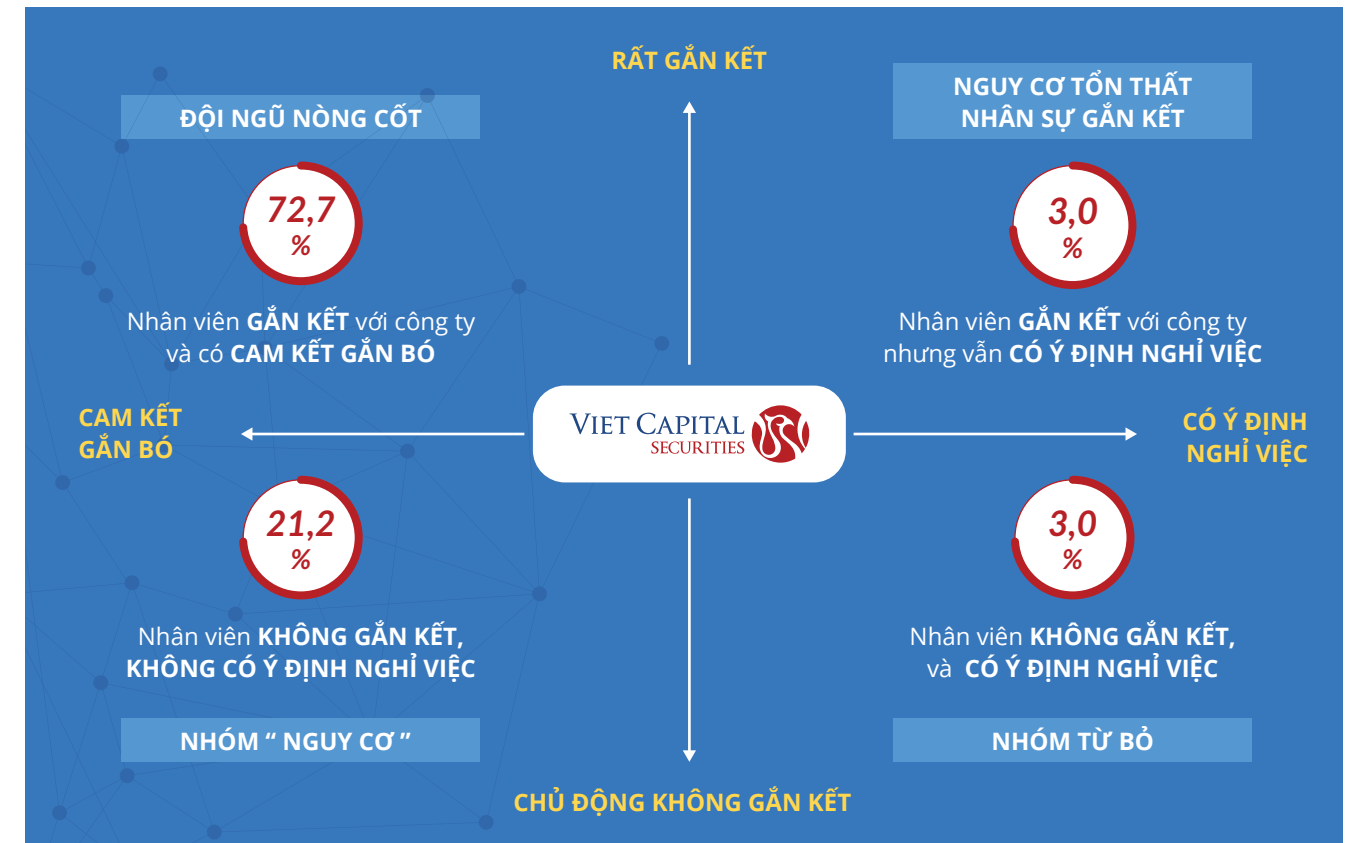 RẤT GẮN KẾT
ĐỘI NGŨ NÒNG CỐT
72,7
%
Nhân viên GẮN KẾT với công ty
và có CAM KẾT GẮN BÓ
NGUY CƠ TỔN THẤT
NHÂN SỰ GẮN KẾT
3,0
%
Nhân viên GẮN KẾT với công ty
nhưng vẫn CÓ Ý ĐỊNH NGHỈ VIỆC
CAM KẾT
GẮN BÓ
VIET CAPITAL
SECURITIES
CÓ Ý ĐỊNH
NGHỈ VIỆC
21,2
%
Nhân viên KHÔNG GẮN KẾT,
KHÔNG CÓ Ý ĐỊNH NGHỈ VIỆC
NHÓM “ NGUY CƠ ”
3,0
%
Nhân viên KHÔNG GẮN KẾT,
và CÓ Ý ĐỊNH NGHỈ VIỆC
NHÓM TỪ BỎ
CHỦ ĐỘNG KHÔNG GẮN KẾT